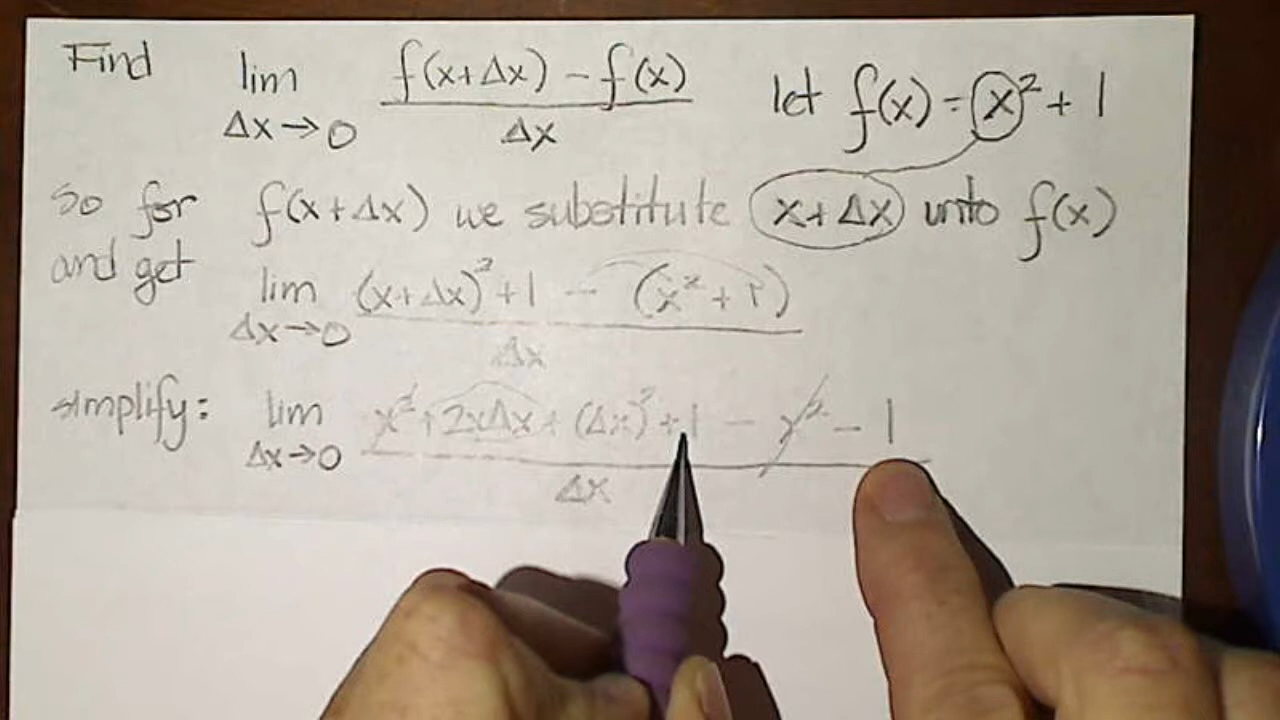 Find lim Δx→0 f(x+Δx) - f(x) / Δx let f(x) = x² + 1
So for f(x+Δx) we substitute x+Δx unto f(x)
and get lim Δx→0 (x+Δx)² + 1 - (x² + 1) / Δx
simplify: lim Δx→0 x² + 2xΔx + (Δx)² + 1 - x² - 1 / Δx